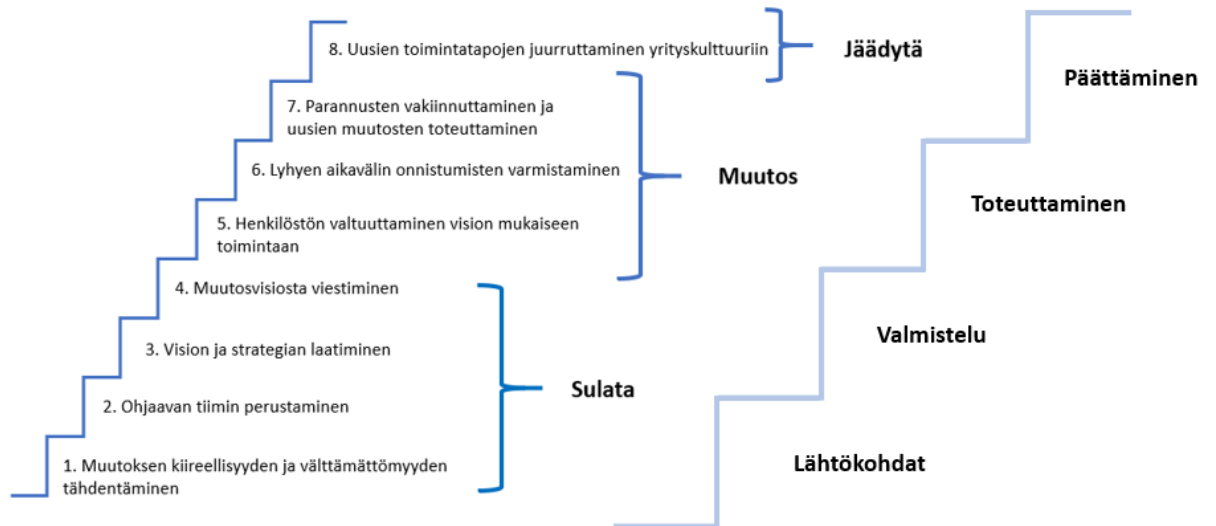 8. Uusien toimintatapojen juurruttaminen yrityskulttuuriin
7. Parannusten vakiinnuttaminen ja
uusien muutosten toteuttaminen
6. Lyhyen aikavälin onnistumisten varmistaminen
5. Henkilöstön valtuuttaminen vision mukaiseen
toimintaan
4. Muutosvisiosta viestiminen
3. Vision ja strategian laatiminen
2. Ohjaavan tiimin perustaminen
1. Muutoksen kiireellisyyden ja välttämättömyyden
tähdentäminen
Jäädytä
Muutos
Sulata
Päättäminen
Toteuttaminen
Valmistelu
Lähtökohdat